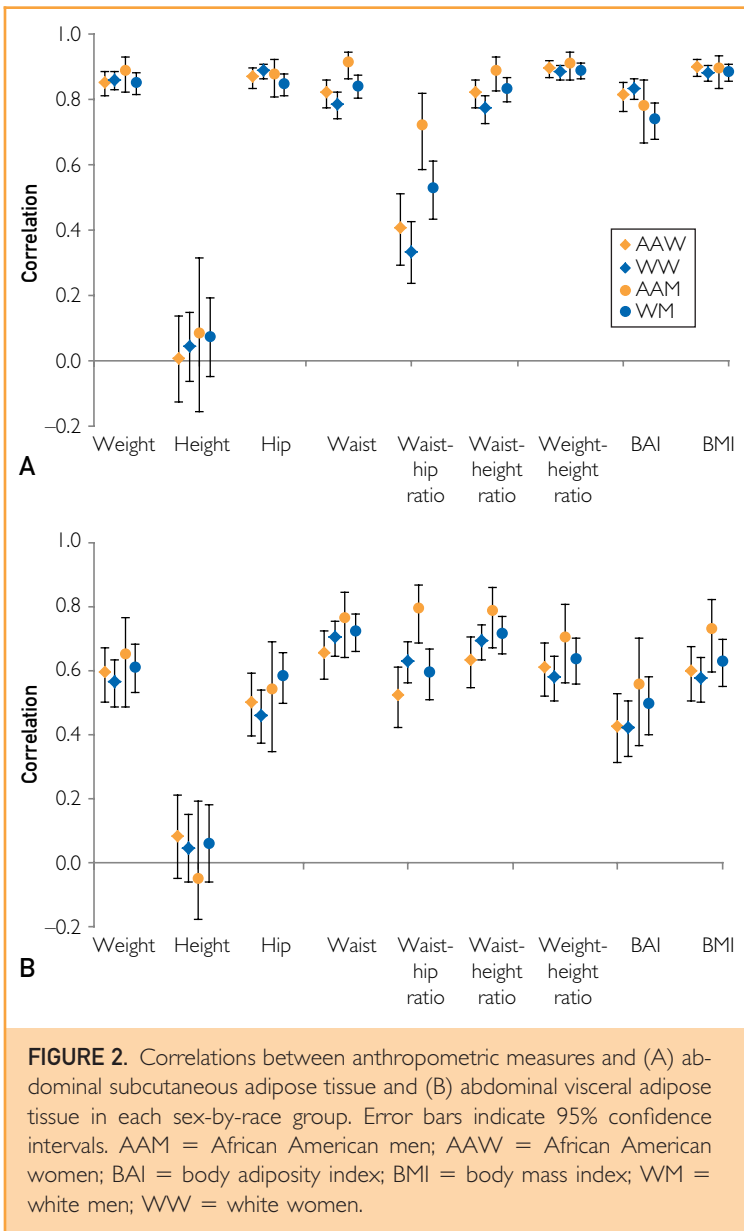 1.0
0.8
0.6
0.4
0.2
0.0
–0.2
Correlation
AAW
WW
AAM
WM
Weight Height Hip Waist Waist- Waist- Weight- BAI BMI
hip height height
ratio ratio ratio
A
1.0
0.8
0.6
0.4
0.2
0.0
–0.2
Correlation
Weight Height Hip Waist Waist- Waist- Weight- BAI BMI
hip height height
ratio ratio ratio
B
FIGURE 2. Correlations between anthropometric measures and (A) ab-
dominal subcutaneous adipose tissue and (B) abdominal visceral adipose
tissue in each sex-by-race group. Error bars indicate 95% confidence
intervals. AAM = African American men; AAW = African American
women; BAI = body adiposity index; BMI = body mass index; WM =
white men; WW = white women.